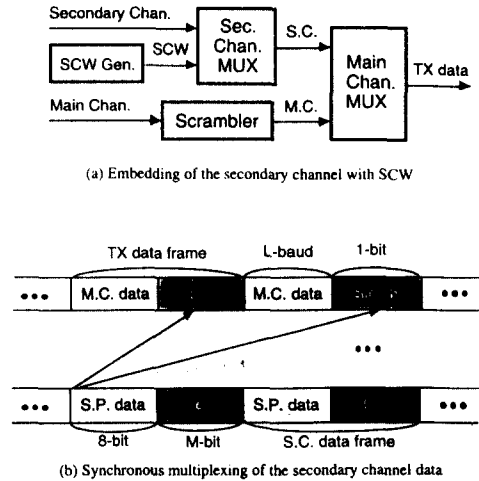 Secondary Chan.
SCW
SCW Gen.
Sec.
Chan.
MUX
S.C.
Main
Chan.
MUX
TX data
Main Chan.
Scrambler
M.C.
(a) Embedding of the secondary channel with SCW
TX data frame
L-baud
1-bit
••• M.C. data M.C. data •••
•••
••• S.P. data S.P. data •••
8-bit
M-bit
S.C. data frame
(b) Synchronous multiplexing of the secondary channel data